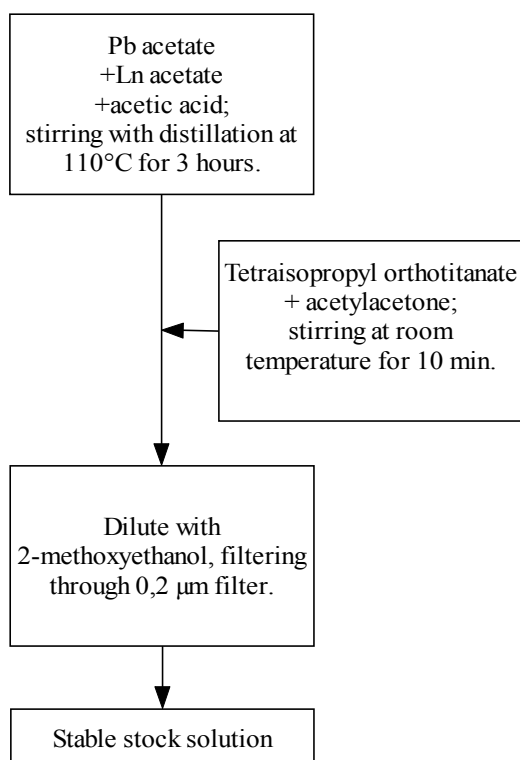 Pb acetate
+Ln acetate
+acetic acid;
stirring with distillation at
110°C for 3 hours.
Tetraisopropyl orthotitanate
+ acetylacetone;
stirring at room
temperature for 10 min.
Dilute with
2-methoxyethanol, filtering
through 0,2 μm filter.
Stable stock solution